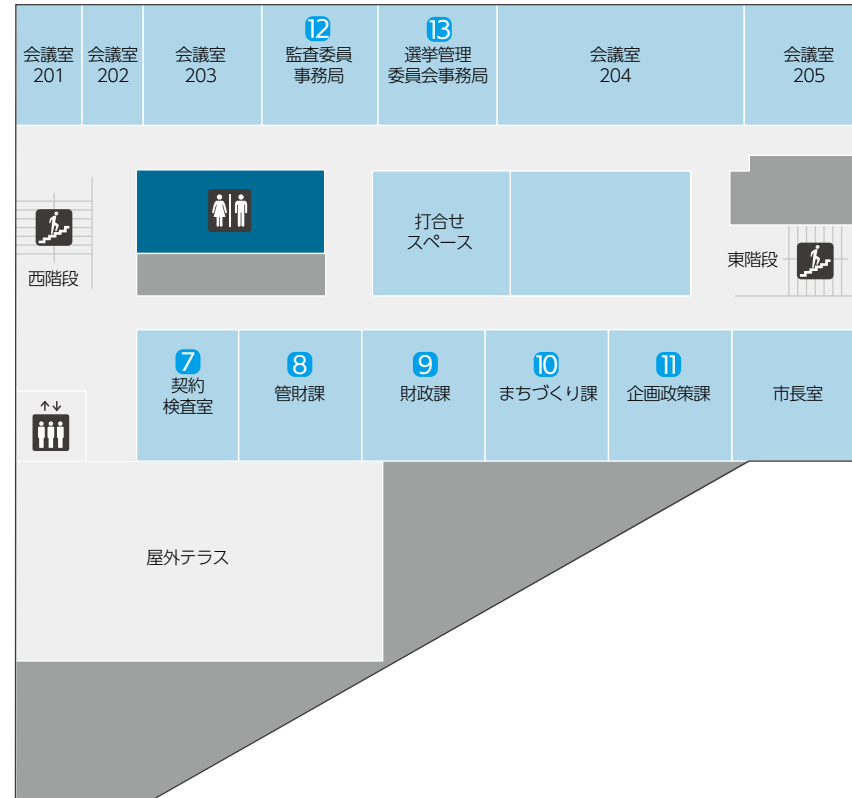 会議室
201
会議室
202
会議室
203
12
監査委員
事務局
13
選挙管理
委員会事務局
会議室
204
会議室
205
打合せ
スペース
西階段
東階段
7
契約
検査室
8
管財課
9
財政課
10
まちづくり課
11
企画政策課
市長室
屋外テラス